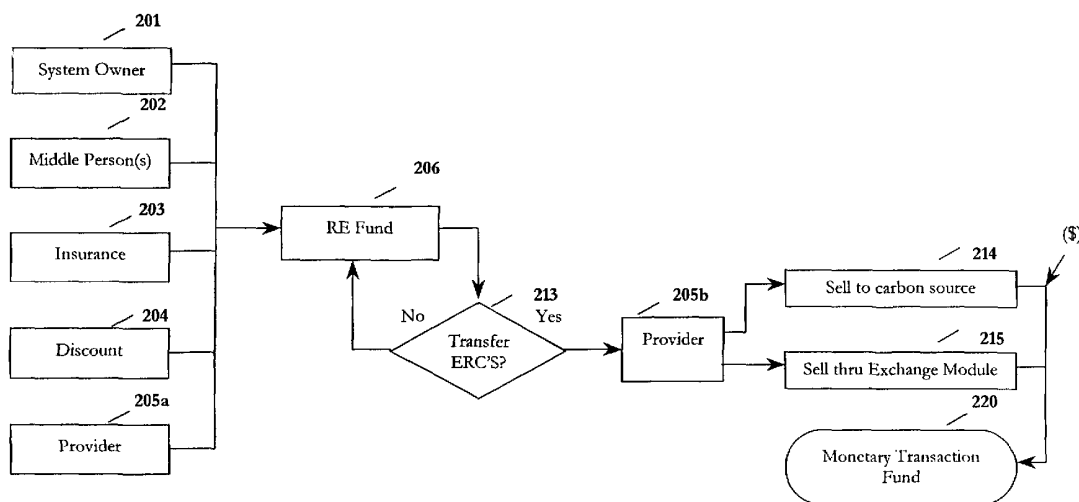 201
System Owner
202
Middle Person(s)
203
Insurance
204
Discount
205a
Provider
206
RE Fund
213
No
Yes
Transfer
ERC'S?
205b
Provider
214
Sell to carbon source
($)
215
Sell thru Exchange Module
220
Monetary Transaction
Fund